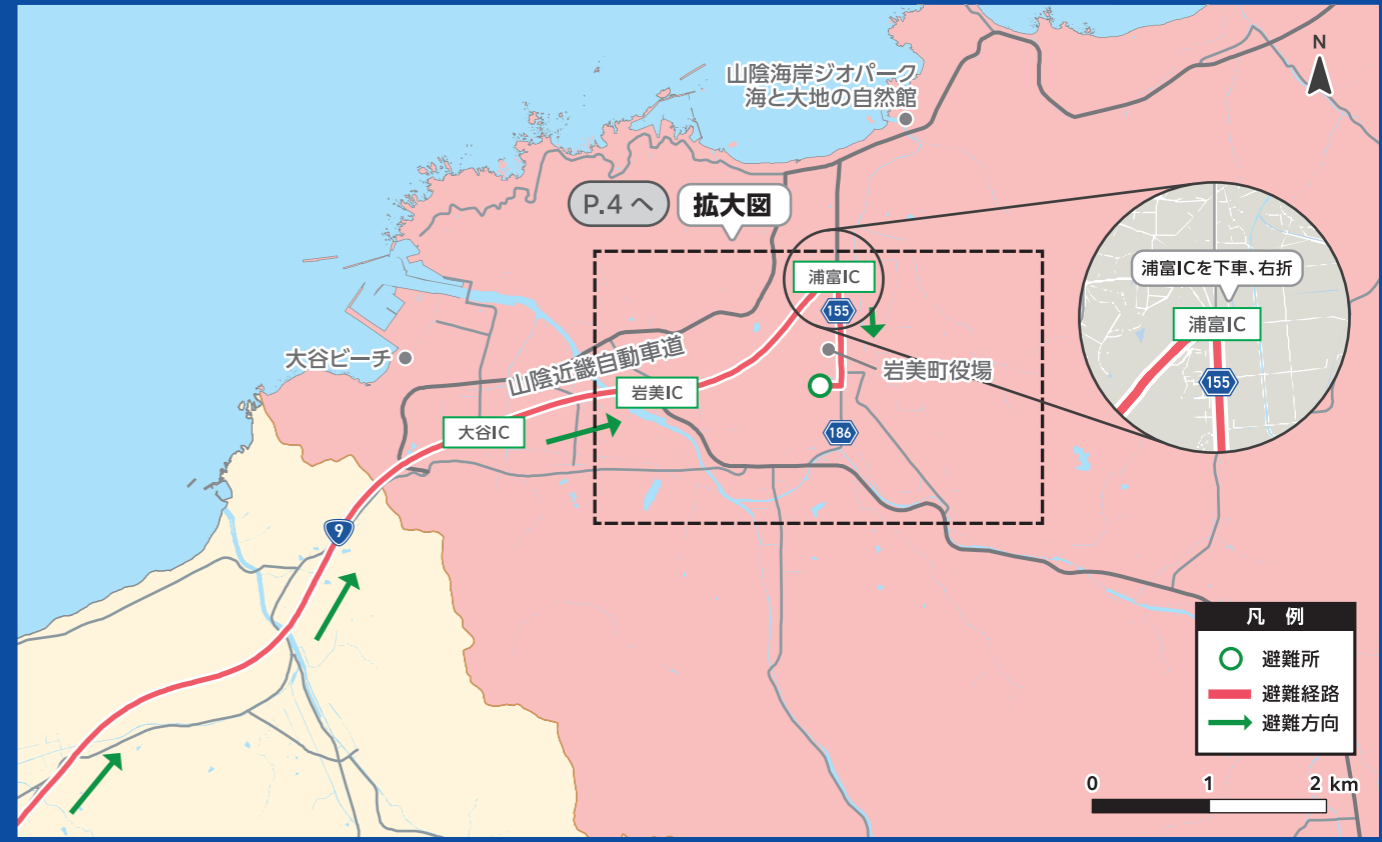 山陰海岸ジオパーク
海と大地の自然館
N
P.4 へ
拡大図
浦富IC
155
浦富ICを下車、右折
浦富IC
155
大谷ビーチ
山陰近畿自動車道
岩美町役場
岩美IC
大谷IC
186
9
凡 例
避難所
避難経路
避難方向
0 1 2 km